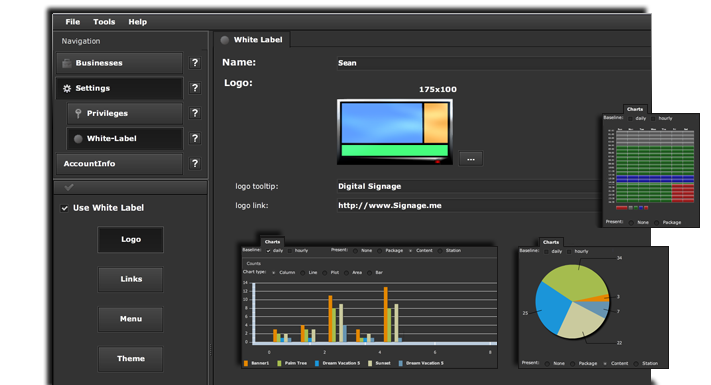 File Tools Help
Navigation
Businesses ?
Settings ?
Privileges ?
White-Label ?
AccountInfo ?
Use White Label
Logo
Links
Menu
Theme
White Label
Name: Sean
Logo:
175x100
...
logo tooltip: Digital Signage
logo link: http://www.Signage.me
Charts
Baseline: daily hourly
Present: None Package
Charts
Baseline: daily hourly Present: None Package Content Station
Counts
Chart type: Column Line Plot Area Bar
14
12
10
8
6
4
2
0
0 2 4 6 8
Banner1 Palm Tree Dream Vacation 5 Sunset Dream Vacation 5
Charts
Baseline: daily hourly
34
3
7
25
22
Present: None Package Content Station